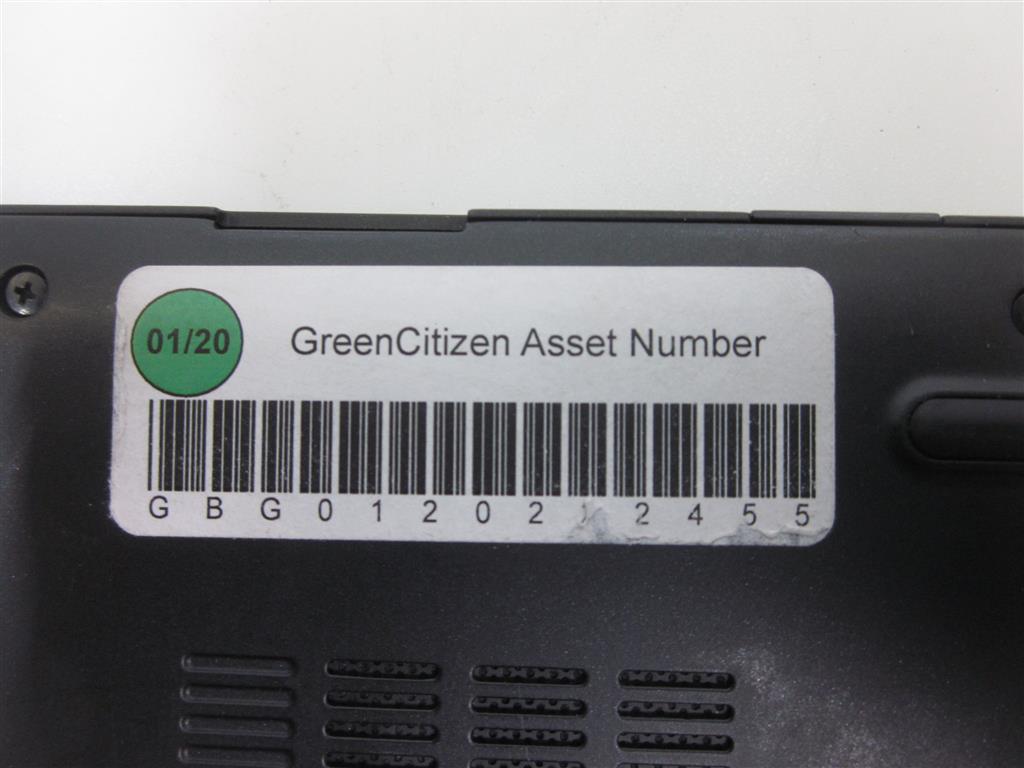 01/20
GreenCitizen Asset Number
G B G 0 1 2 0 2 2 4 5 5